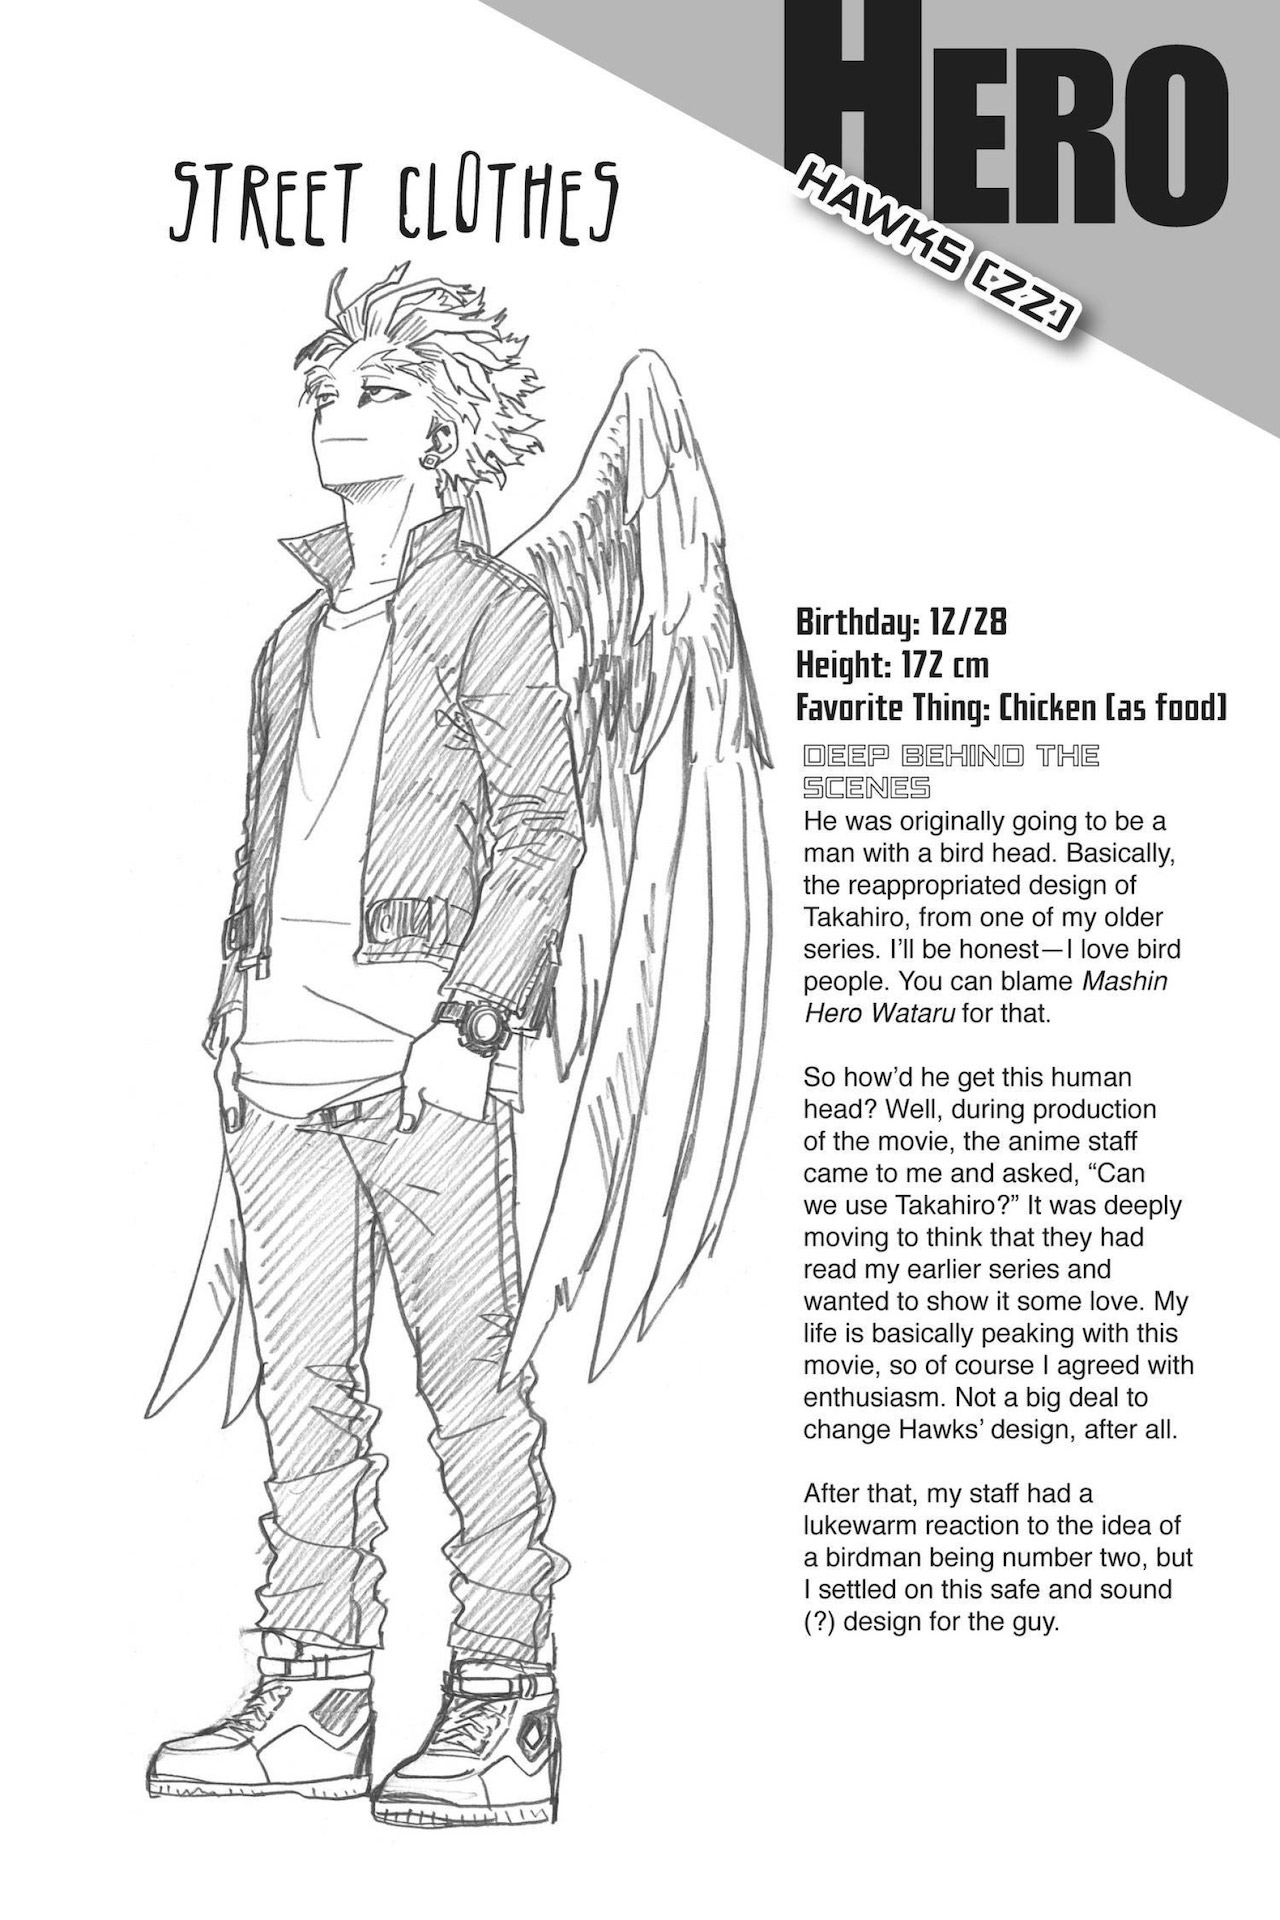 HERO
HAWKS (22)
STREET CLOTHES
Birthday: 12/28
Height: 172 cm
Favorite Thing: Chicken (as food)
DEEP BEHIND THE
SCENES
He was originally going to be a
man with a bird head. Basically,
the reappropriated design of
Takahiro, from one of my older
series. I'll be honest—I love bird
people. You can blame Mashin
Hero Wataru for that.
So how'd he get this human
head? Well, during production
of the movie, the anime staff
came to me and asked, "Can
we use Takahiro?" It was deeply
moving to think that they had
read my earlier series and
wanted to show it some love. My
life is basically peaking with this
movie, so of course I agreed with
enthusiasm. Not a big deal to
change Hawks' design, after all.
After that, my staff had a
lukewarm reaction to the idea of
a birdman being number two, but
I settled on this safe and sound
(?) design for the guy.